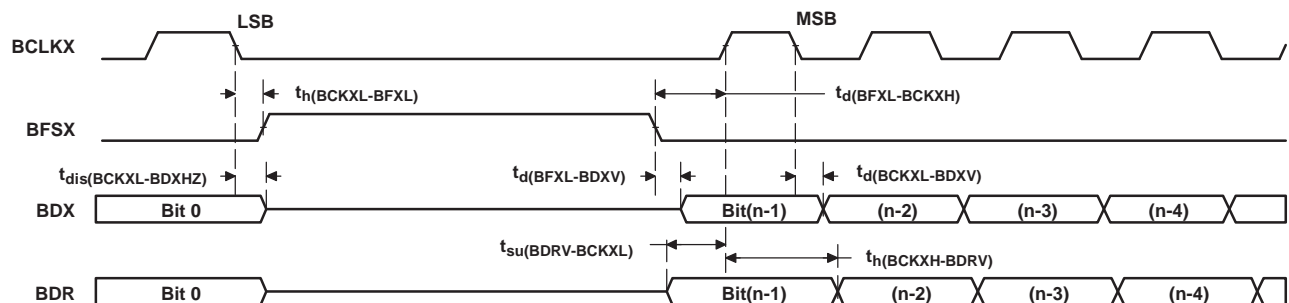 LSB
MSB
BCLKX
th(BCKXL-BFXL)
td(BFXL-BCKXH)
BFSX
tdis(BCKXL-BDXHZ)
td(BFXL-BDXV)
td(BCKXL-BDXV)
BDX
Bit 0
Bit(n-1)
(n-2)
(n-3)
(n-4)
tsu(BDRV-BCKXL)
th(BCKXH-BDRV)
BDR
Bit 0
Bit(n-1)
(n-2)
(n-3)
(n-4)